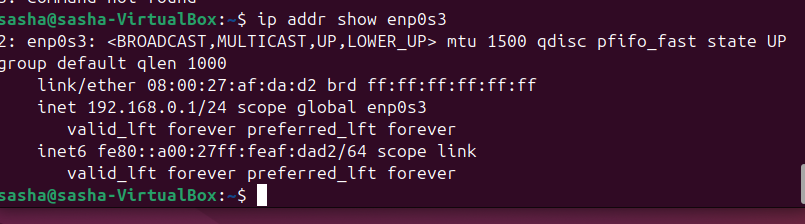 sasha@sasha-VirtualBox:~$ ip addr show enp0s3
2: enp0s3: <BROADCAST,MULTICAST,UP,LOWER_UP> mtu 1500 qdisc pfifo_fast state UP
group default qlen 1000
    link/ether 08:00:27:af:da:d2 brd ff:ff:ff:ff:ff:ff
    inet 192.168.0.1/24 scope global enp0s3
       valid_lft forever preferred_lft forever
    inet6 fe80::a00:27ff:feaf:dad2/64 scope link
       valid_lft forever preferred_lft forever
sasha@sasha-VirtualBox:~$